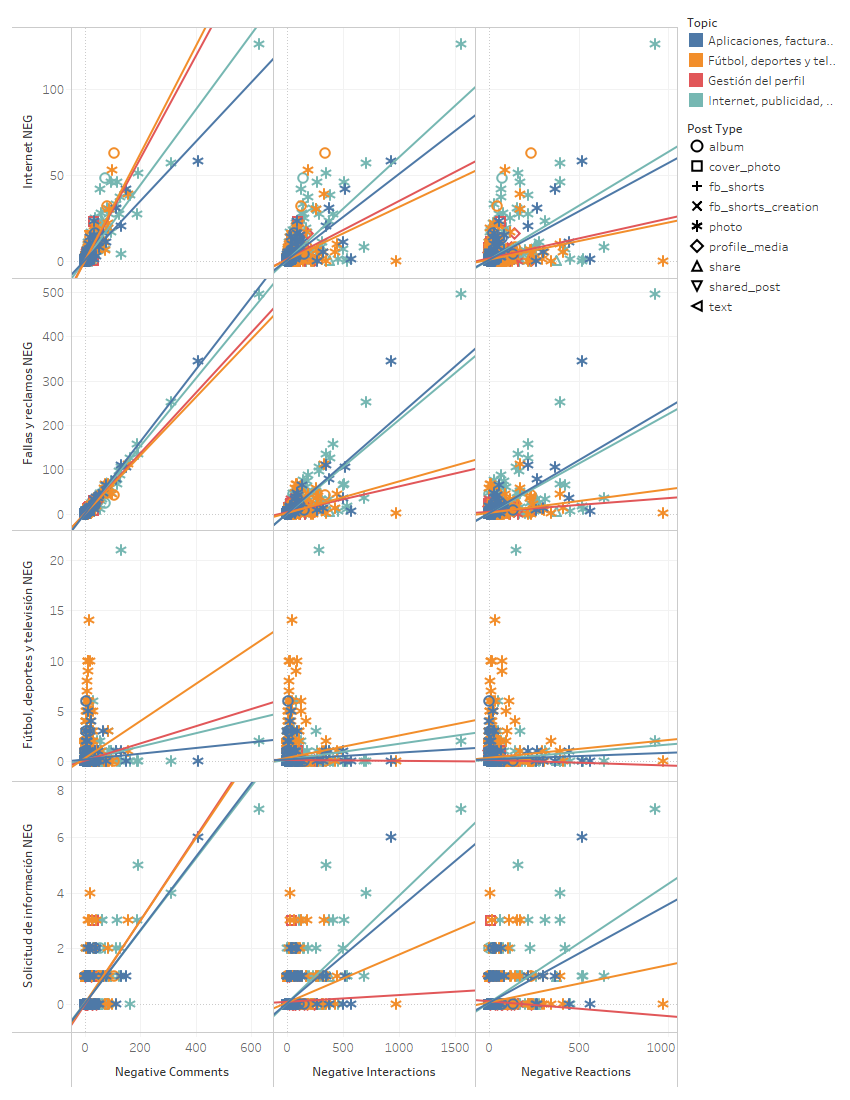 Topic
Aplicaciones, factura..
Fútbol, deportes y tel..
Gestión del perfil
Internet, publicidad, ..
Post Type
album
cover_photo
fb_shorts
fb_shorts_creation
photo
profile_media
share
shared_post
text
Internet NEG
100
50
0
Fallas y reclamos NEG
500
400
300
200
100
0
Fútbol, deportes y televisión NEG
20
15
10
5
0
Solicitud de información NEG
8
6
4
2
0
0 200 400 600
0 500 1000 1500
0 500 1000
Negative Comments
Negative Interactions
Negative Reactions